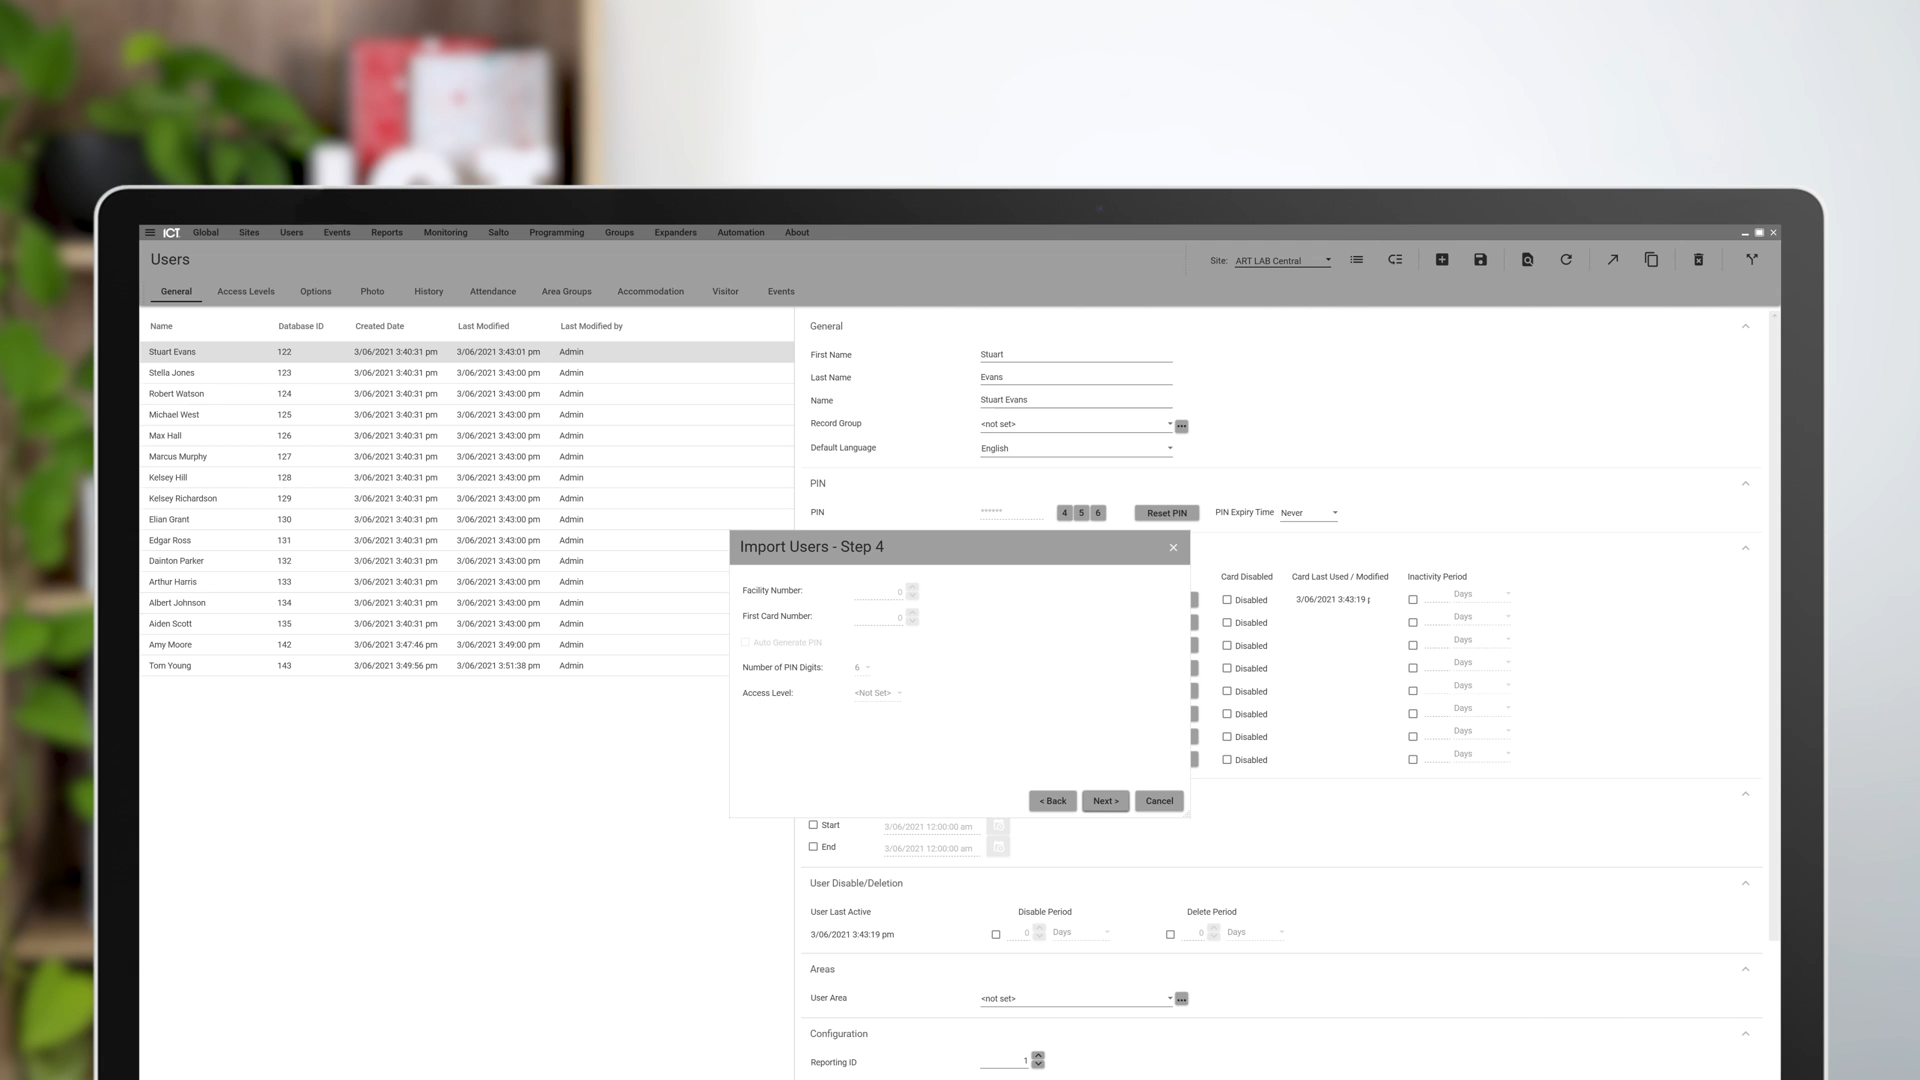 ICT Global Sites Users Events Reports Monitoring Salto Programming Groups Expanders Automation About
Users
Site: ART LAB Central
General Access Levels Options Photo History Attendance Area Groups Accommodation Visitor Events
Name Database ID Created Date Last Modified Last Modified by
Stuart Evans 122 3/06/2021 3:40:31 pm 3/06/2021 3:43:01 pm Admin
Stella Jones 123 3/06/2021 3:40:31 pm 3/06/2021 3:43:00 pm Admin
Robert Watson 124 3/06/2021 3:40:31 pm 3/06/2021 3:43:00 pm Admin
Michael West 125 3/06/2021 3:40:31 pm 3/06/2021 3:43:00 pm Admin
Max Hall 126 3/06/2021 3:40:31 pm 3/06/2021 3:43:00 pm Admin
Marcus Murphy 127 3/06/2021 3:40:31 pm 3/06/2021 3:43:00 pm Admin
Kelsey Hill 128 3/06/2021 3:40:31 pm 3/06/2021 3:43:00 pm Admin
Kelsey Richardson 129 3/06/2021 3:40:31 pm 3/06/2021 3:43:00 pm Admin
Elian Grant 130 3/06/2021 3:40:31 pm 3/06/2021 3:43:00 pm Admin
Edgar Ross 131 3/06/2021 3:40:31 pm 3/06/2021 3:43:00 pm Admin
Dainton Parker 132 3/06/2021 3:40:31 pm 3/06/2021 3:43:00 pm Admin
Arthur Harris 133 3/06/2021 3:40:31 pm 3/06/2021 3:43:00 pm Admin
Albert Johnson 134 3/06/2021 3:40:31 pm 3/06/2021 3:43:00 pm Admin
Aiden Scott 135 3/06/2021 3:40:31 pm 3/06/2021 3:43:00 pm Admin
Amy Moore 142 3/06/2021 3:47:46 pm 3/06/2021 3:49:00 pm Admin
Tom Young 143 3/06/2021 3:49:56 pm 3/06/2021 3:51:38 pm Admin
General
First Name Stuart
Last Name Evans
Name Stuart Evans
Record Group <not set>
Default Language English
PIN
PIN ****** 4 5 6 Reset PIN PIN Expiry Time Never
Import Users - Step 4
Facility Number: 0
First Card Number: 0
Auto Generate PIN
Number of PIN Digits: 6
Access Level: <Not Set>
< Back Next > Cancel
Card Disabled Card Last Used / Modified Inactivity Period
Disabled 3/06/2021 3:43:19 Days
Disabled Days
Disabled Days
Disabled Days
Disabled Days
Disabled Days
Disabled Days
Disabled Days
Start 3/06/2021 12:00:00 am
End 3/06/2021 12:00:00 am
User Disable/Deletion
User Last Active Disable Period Delete Period
3/06/2021 3:43:19 pm 0 Days 0 Days
Areas
User Area <not set>
Configuration
Reporting ID 1